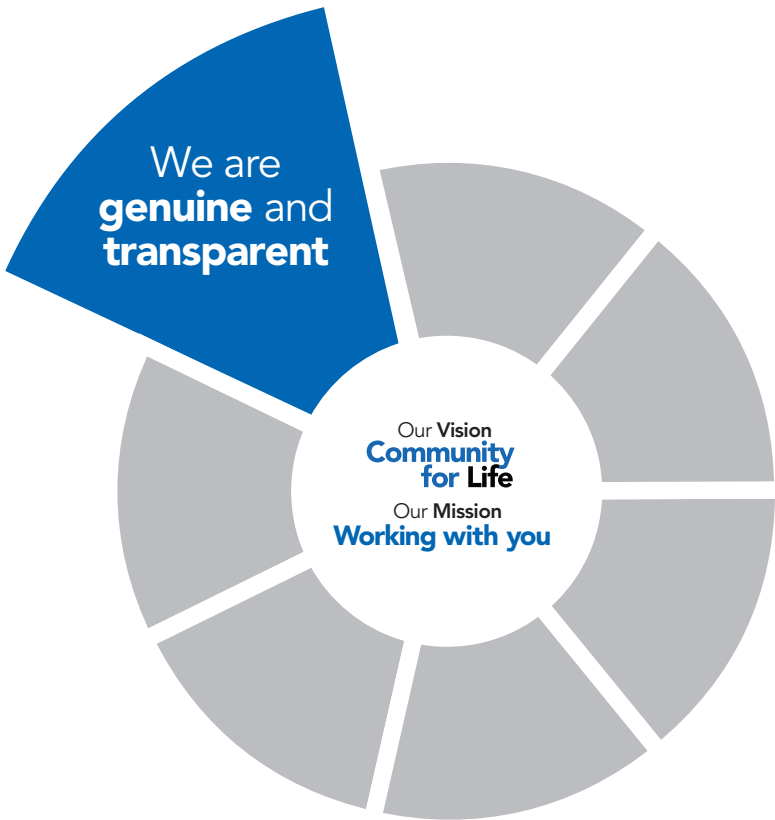 We are
genuine and
transparent
Our Vision
Community
for Life
Our Mission
Working with you